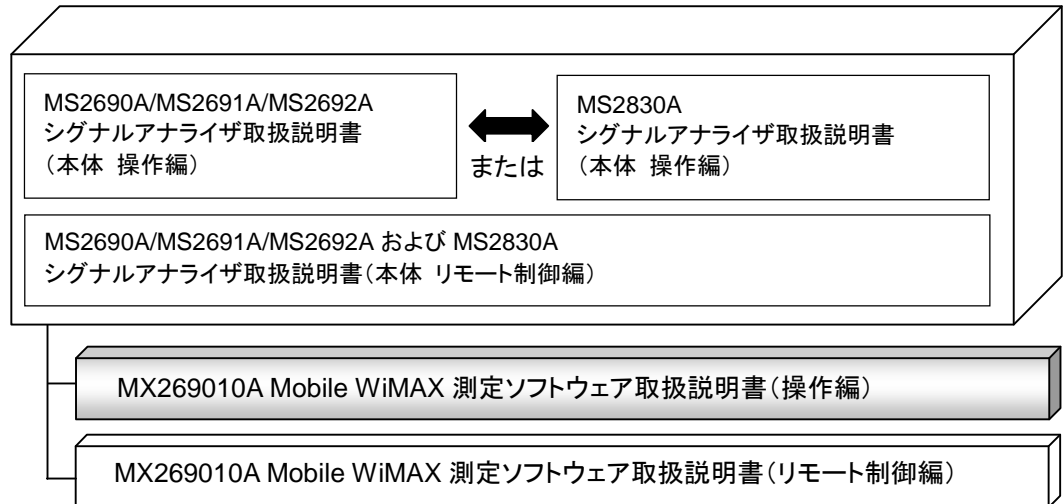 MS2690A/MS2691A/MS2692A
シグナルアナライザ取扱説明書
(本体 操作編)
または
MS2830A
シグナルアナライザ取扱説明書
(本体 操作編)
MS2690A/MS2691A/MS2692A および MS2830A
シグナルアナライザ取扱説明書(本体 リモート制御編)
MX269010A Mobile WiMAX 測定ソフトウェア取扱説明書(操作編)
MX269010A Mobile WiMAX 測定ソフトウェア取扱説明書(リモート制御編)